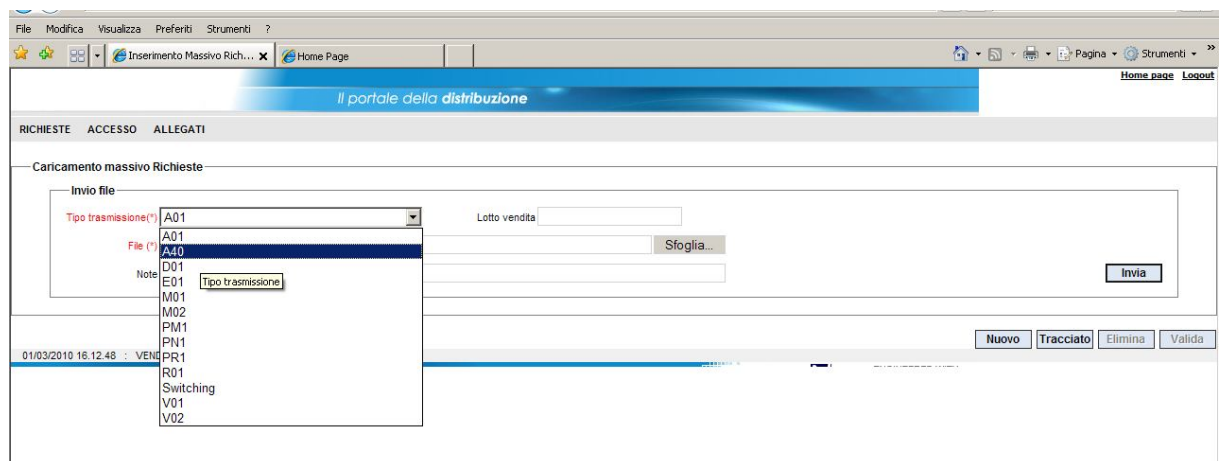 File Modifica Visualizza Preferiti Strumenti ?
Inserimento Massivo Rich... Home Page Pagina Strumenti »
Home page Logout
Il portale della distribuzione
RICHIESTE ACCESSO ALLEGATI
Caricamento massivo Richieste
Invio file
Tipo trasmissione(*) A01 Lotto vendita
A01
File (*) Sfoglia...
A40
D01
Note
E01 Tipo trasmissione Invia
M01
M02
PM1
PN1
Nuovo Tracciato Elimina Valida
01/03/2010 16.12.48 : VEND
PR1
R01
Switching
V01
V02